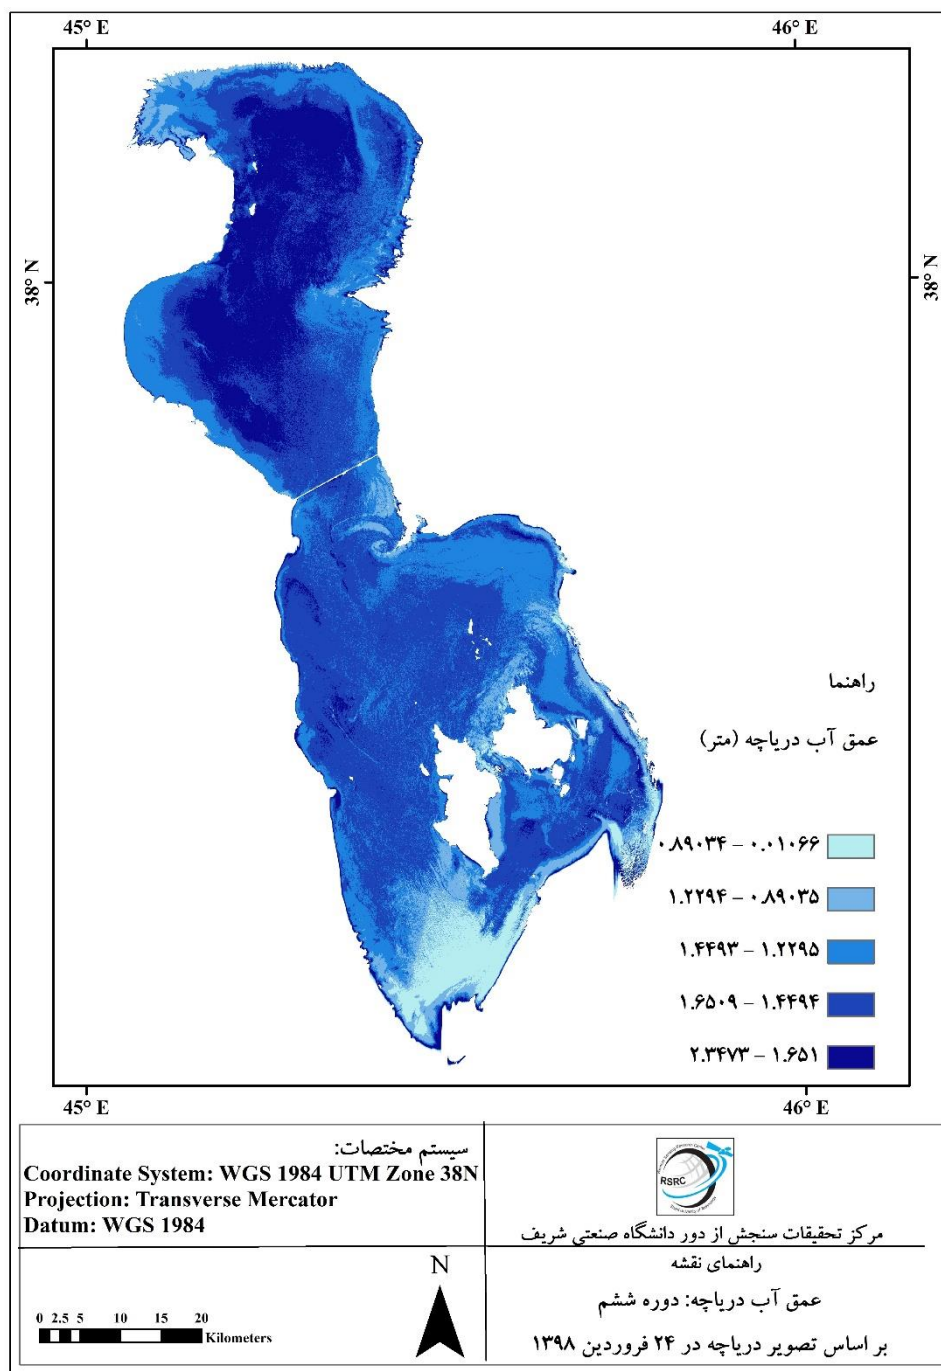 45° E
46° E
38° N
38° N
راهنما
عمق آب دریاچه (متر)
۰.۸۹۰۳۴ – ۰.۰۱۰۶۶
۱.۲۲۹۴ – ۰.۸۹۰۳۵
۱.۴۴۹۳ – ۱.۲۲۹۵
۱.۶۵۰۹ – ۱.۴۴۹۴
۲.۳۴۷۳ – ۱.۶۵۱
45° E
46° E
سیستم مختصات:
Coordinate System: WGS 1984 UTM Zone 38N
Projection: Transverse Mercator
Datum: WGS 1984
RSRC
مرکز تحقیقات سنجش از دور دانشگاه صنعتی شریف
راهنمای نقشه
عمق آب دریاچه: دوره ششم
بر اساس تصویر دریاچه در ۲۴ فروردین ۱۳۹۸
N
0 2.5 5 10 15 20
Kilometers